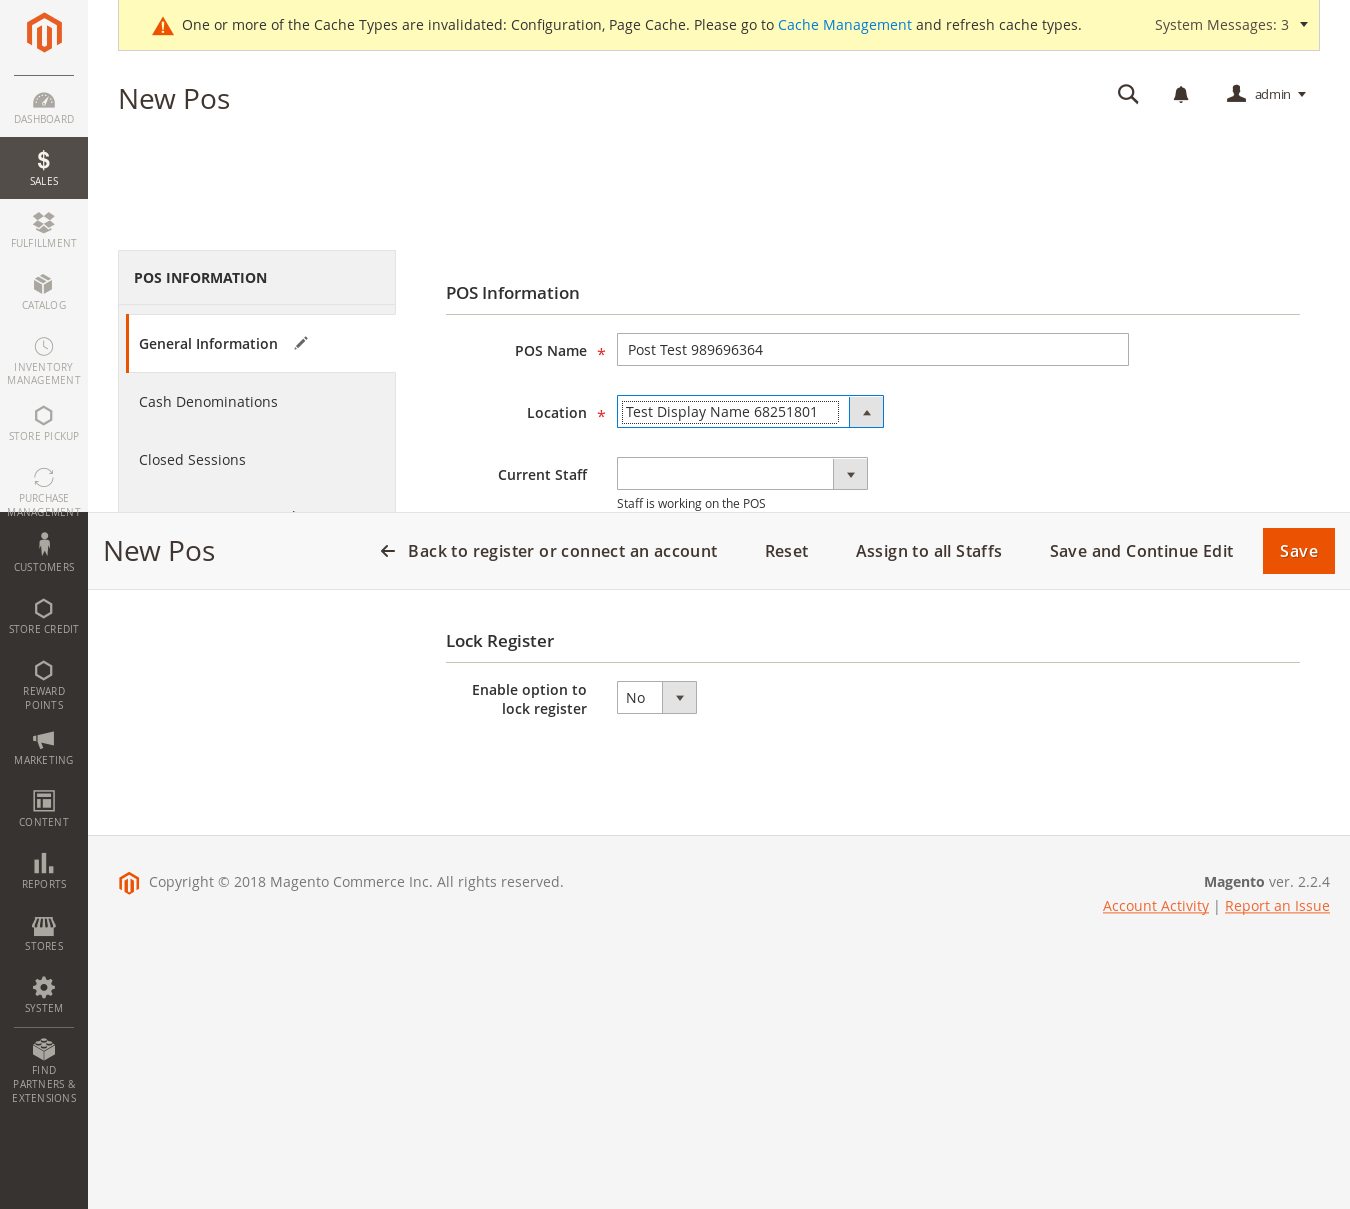 One or more of the Cache Types are invalidated: Configuration, Page Cache. Please go to Cache Management and refresh cache types.
System Messages: 3
New Pos
admin
DASHBOARD
SALES
FULFILLMENT
CATALOG
INVENTORY
MANAGEMENT
STORE PICKUP
PURCHASE
MANAGEMENT
CUSTOMERS
STORE CREDIT
REWARD
POINTS
MARKETING
CONTENT
REPORTS
STORES
SYSTEM
FIND
PARTNERS &
EXTENSIONS
POS INFORMATION
General Information
Cash Denominations
Closed Sessions
POS Information
POS Name * Post Test 989696364
Location * Test Display Name 68251801
Current Staff
Staff is working on the POS
New Pos
Back to register or connect an account
Reset
Assign to all Staffs
Save and Continue Edit
Save
Lock Register
Enable option to
lock register
No
Copyright © 2018 Magento Commerce Inc. All rights reserved.
Magento ver. 2.2.4
Account Activity | Report an Issue